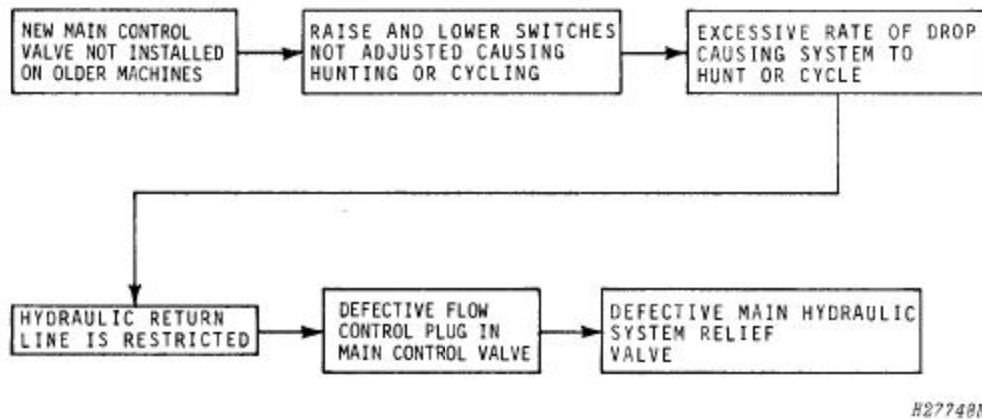 NEW MAIN CONTROL
VALVE NOT INSTALLED
ON OLDER MACHINES
RAISE AND LOWER SWITCHES
NOT ADJUSTED CAUSING
HUNTING OR CYCLING
EXCESSIVE RATE OF DROP
CAUSING SYSTEM TO
HUNT OR CYCLE
HYDRAULIC RETURN
LINE IS RESTRICTED
DEFECTIVE FLOW
CONTROL PLUG IN
MAIN CONTROL VALVE
DEFECTIVE MAIN HYDRAULIC
SYSTEM RELIEF
VALVE
H27748N